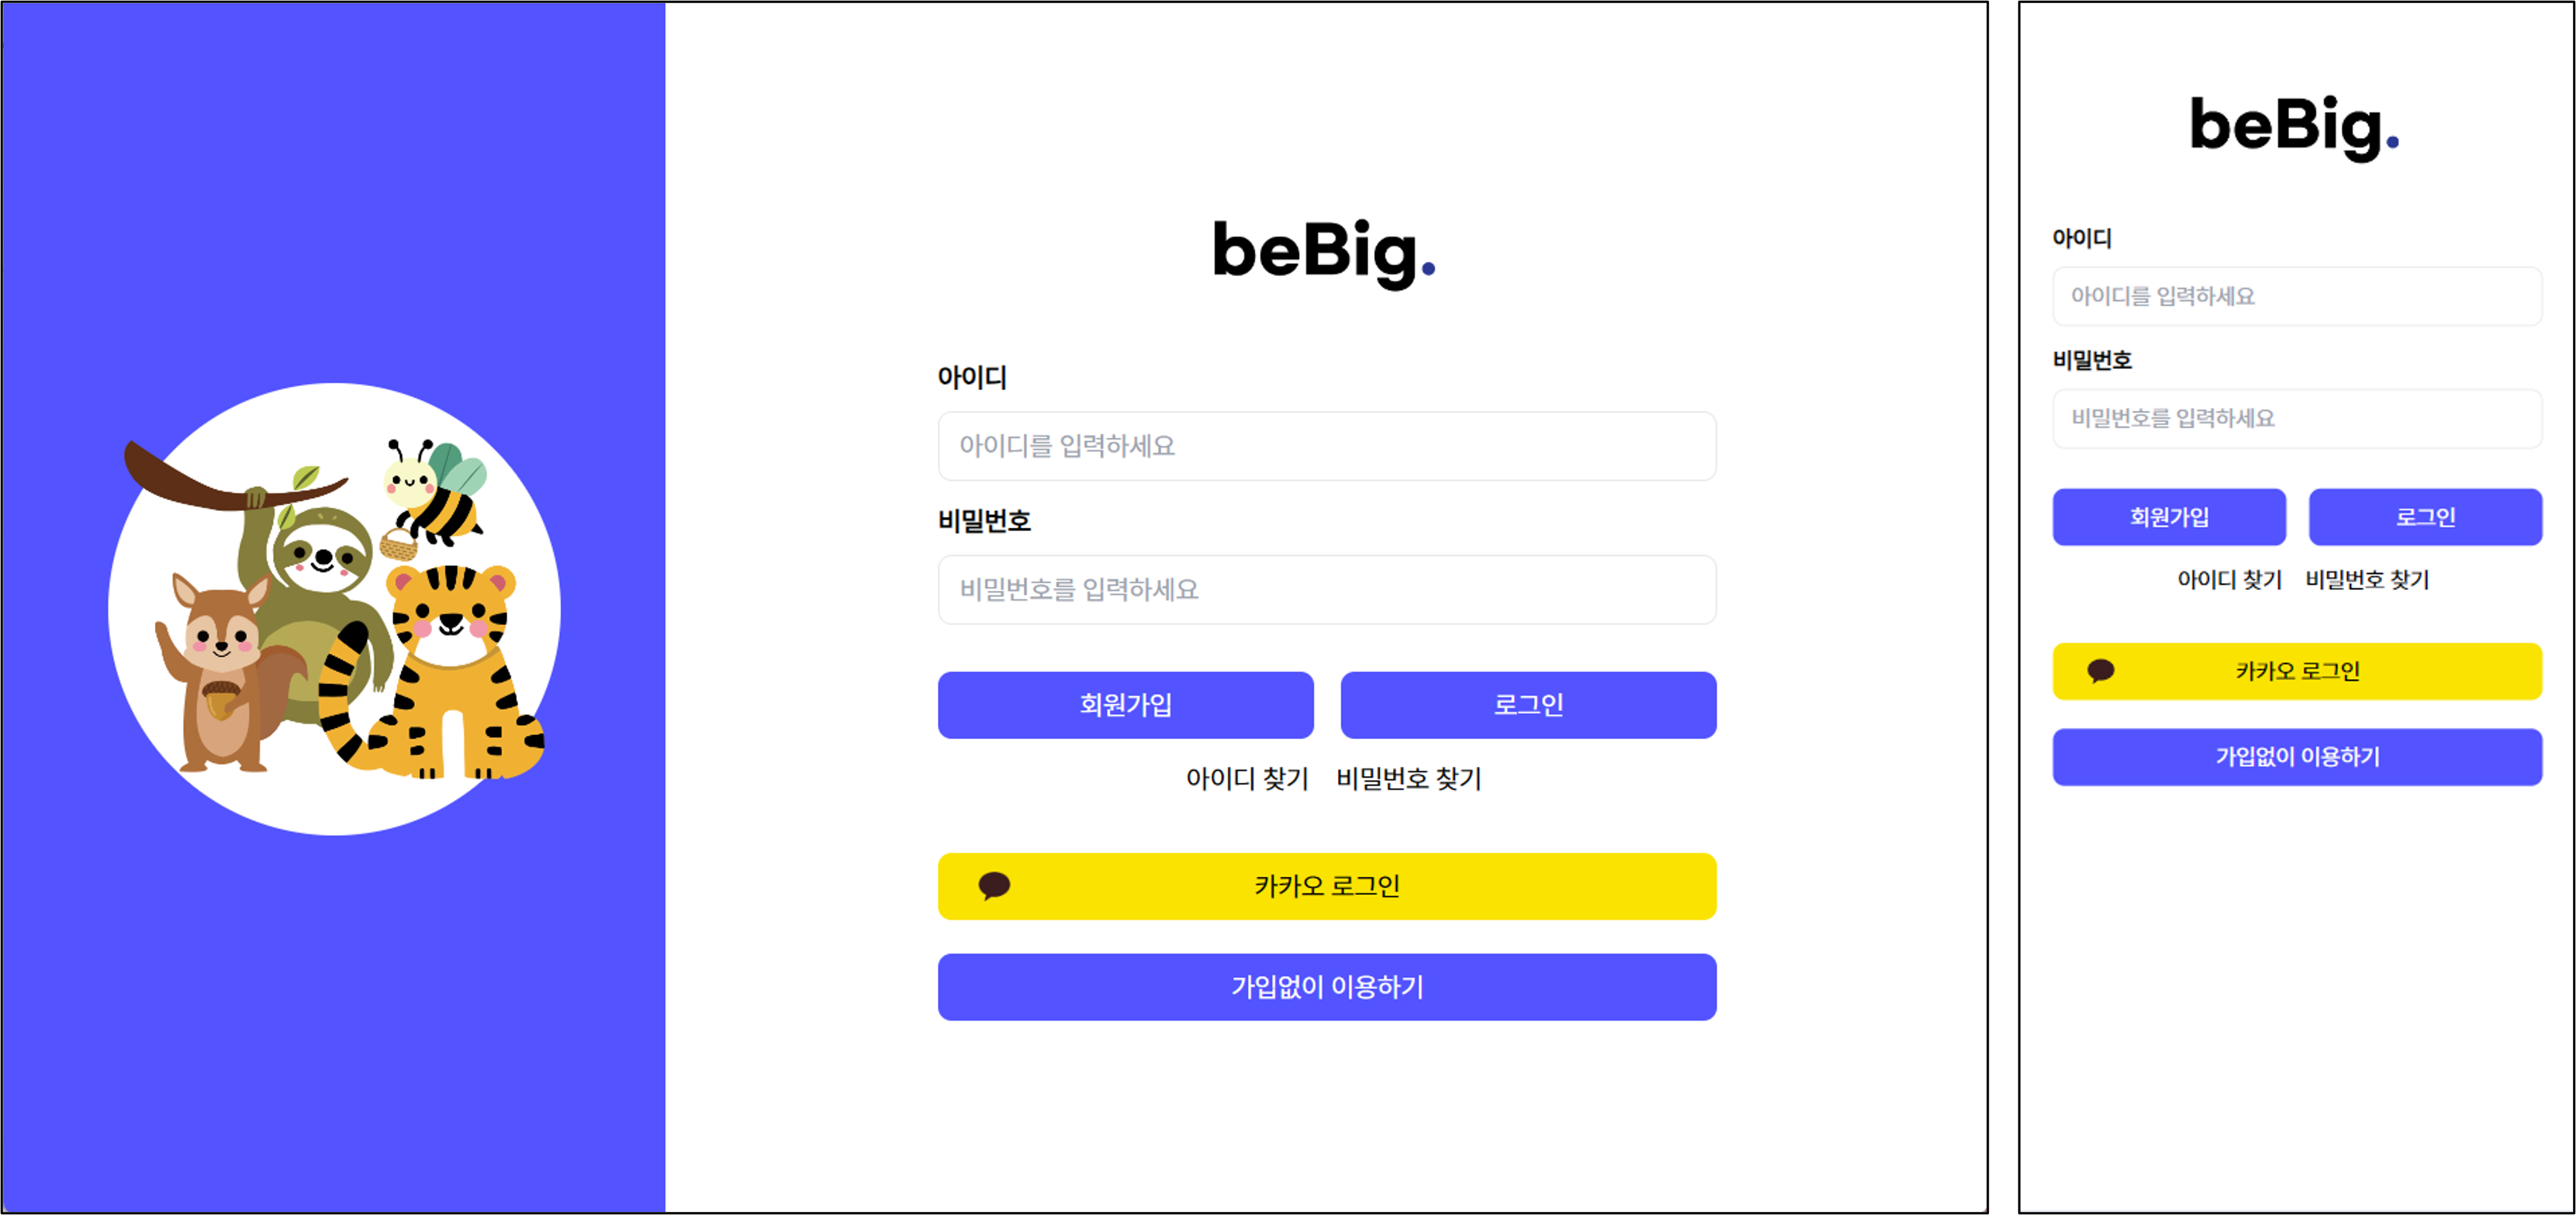 beBig.
아이디
아이디를 입력하세요
비밀번호
비밀번호를 입력하세요
회원가입 로그인
아이디 찾기 비밀번호 찾기
카카오 로그인
가입없이 이용하기
beBig.
아이디
아이디를 입력하세요
비밀번호
비밀번호를 입력하세요
회원가입 로그인
아이디 찾기 비밀번호 찾기
카카오 로그인
가입없이 이용하기